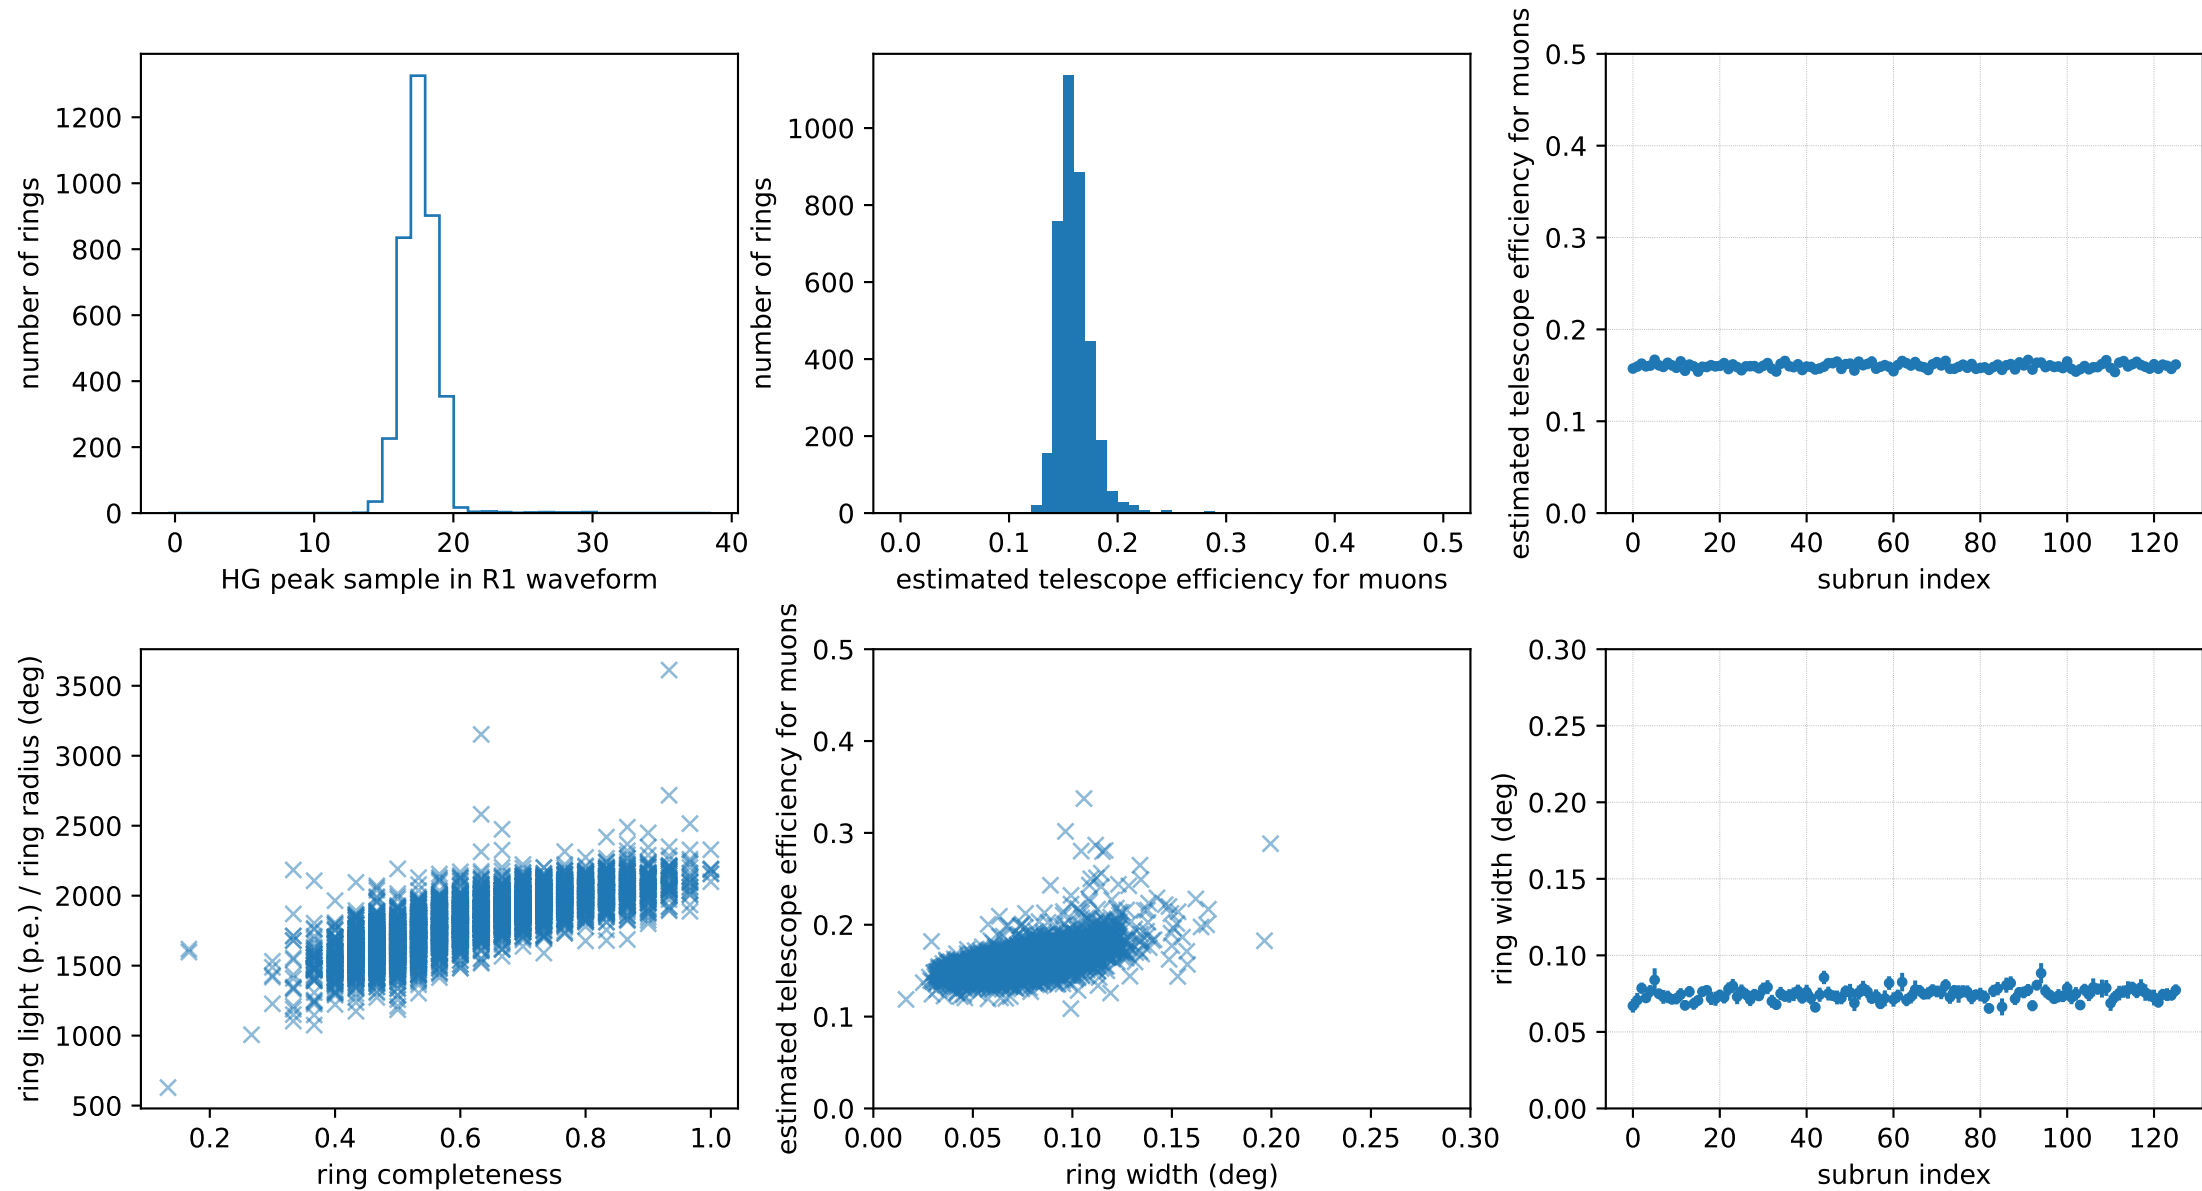 number of rings
1200
1000
800
600
400
200
0
0 10 20 30 40
HG peak sample in R1 waveform
number of rings
1000
800
600
400
200
0
0.0 0.1 0.2 0.3 0.4 0.5
estimated telescope efficiency for muons
estimated telescope efficiency for muons
0.5
0.4
0.3
0.2
0.1
0.0
0 20 40 60 80 100 120
subrun index
ring light (p.e.) / ring radius (deg)
3500
3000
2500
2000
1500
1000
500
0.2 0.4 0.6 0.8 1.0
ring completeness
estimated telescope efficiency for muons
0.5
0.4
0.3
0.2
0.1
0.0
0.00 0.05 0.10 0.15 0.20 0.25 0.30
ring width (deg)
ring width (deg)
0.30
0.25
0.20
0.15
0.10
0.05
0.00
0 20 40 60 80 100 120
subrun index